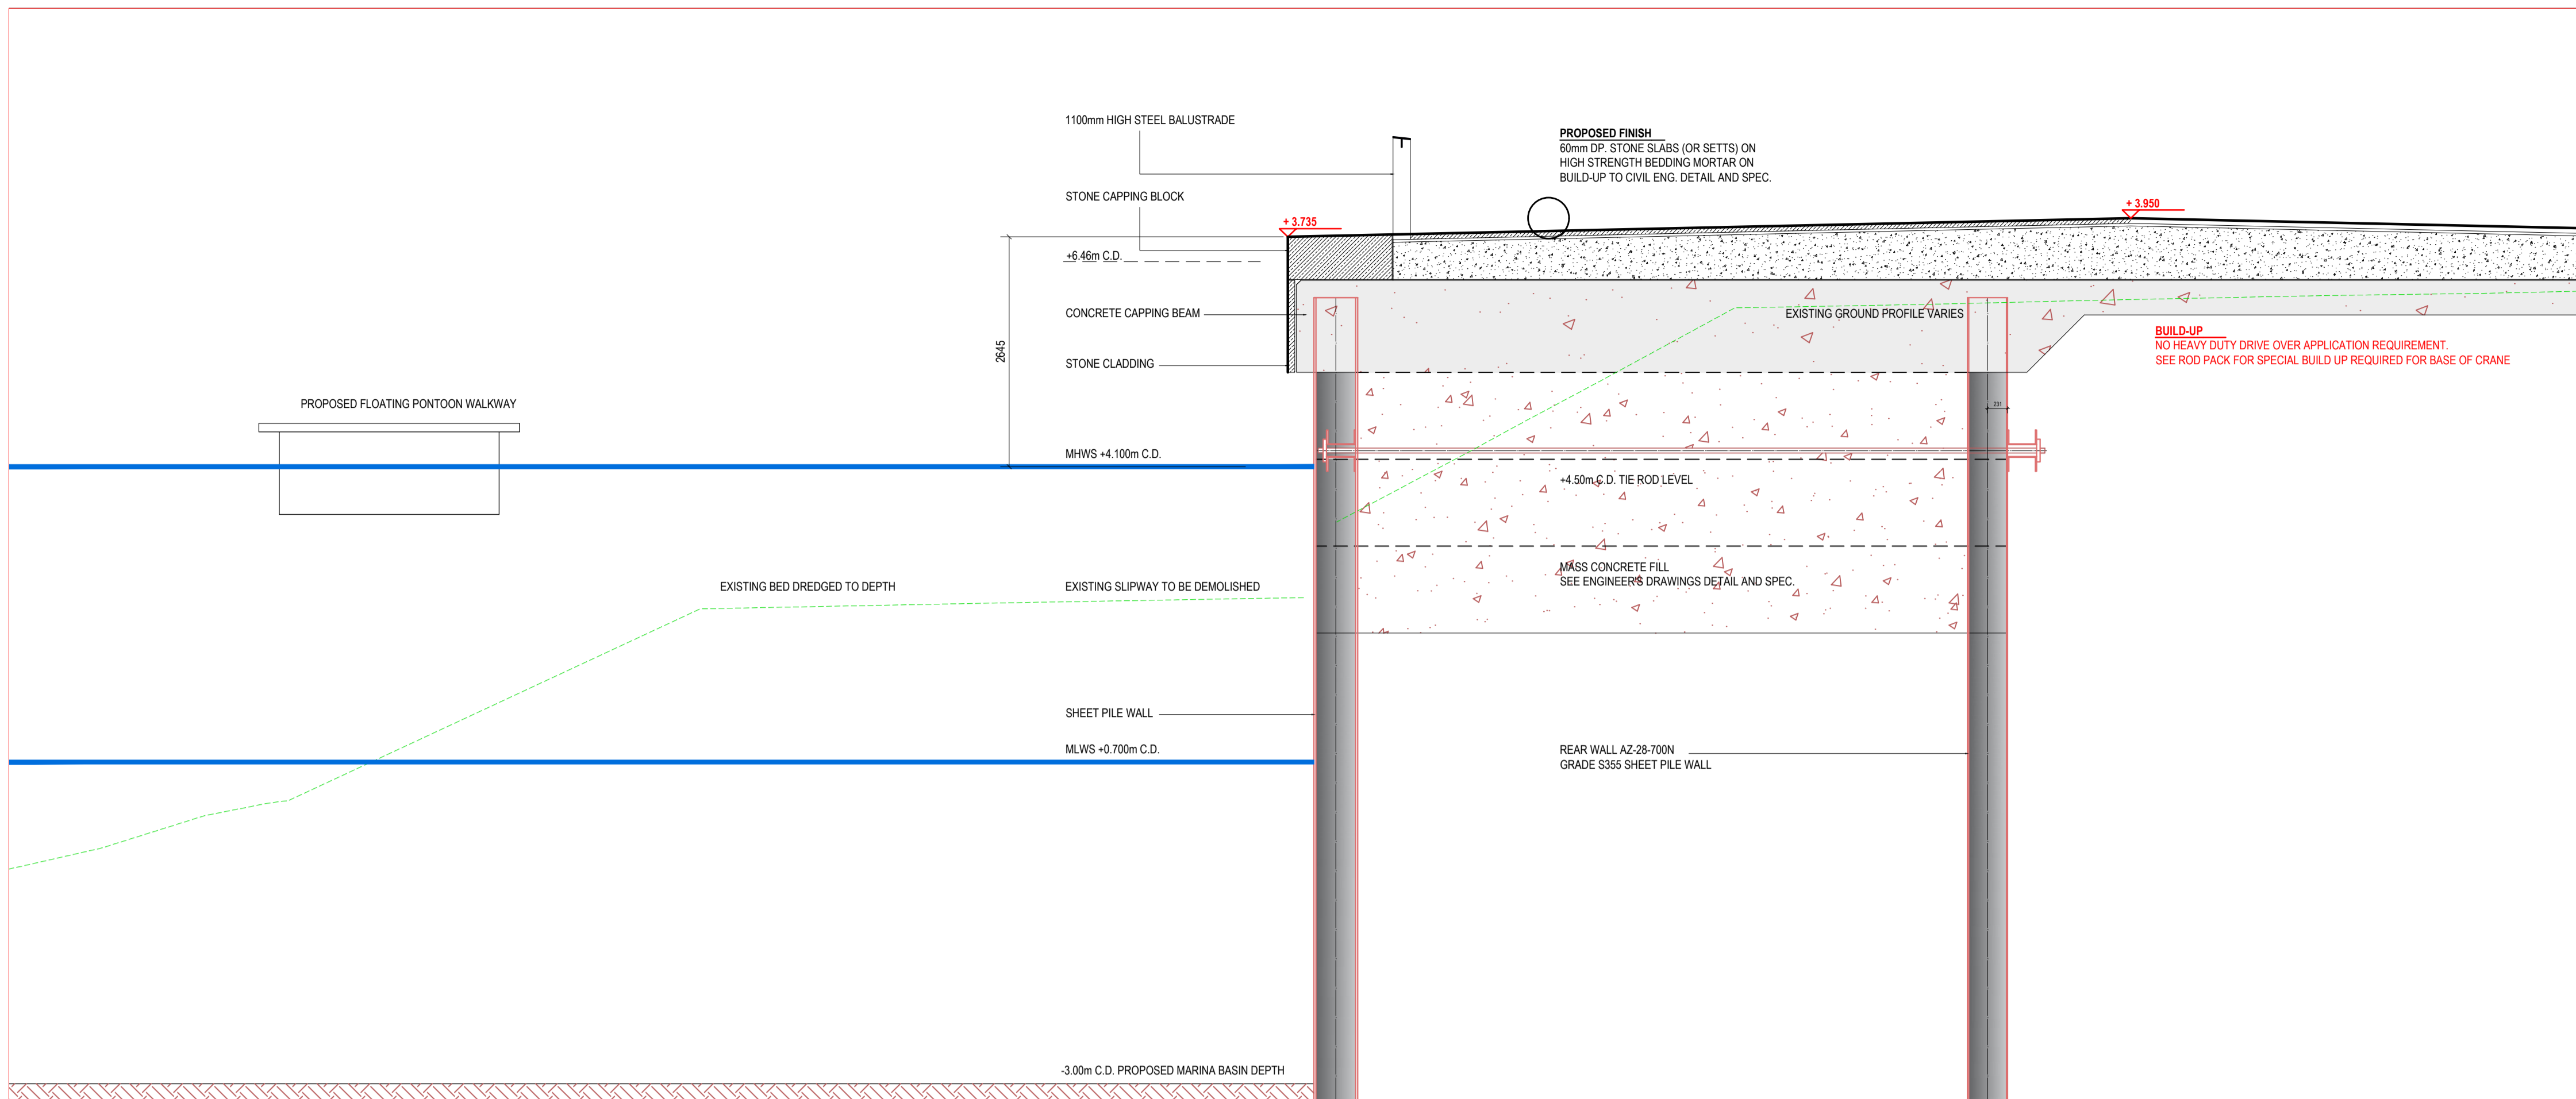 1100mm HIGH STEEL BALUSTRADE
PROPOSED FINISH
60mm DP. STONE SLABS (OR SETTS) ON
HIGH STRENGTH BEDDING MORTAR ON
BUILD-UP TO CIVIL ENG. DETAIL AND SPEC.
STONE CAPPING BLOCK
+ 3.735
+ 3.950
+6.46m C.D.
CONCRETE CAPPING BEAM
EXISTING GROUND PROFILE VARIES
BUILD-UP
NO HEAVY DUTY DRIVE OVER APPLICATION REQUIREMENT.
SEE ROD PACK FOR SPECIAL BUILD UP REQUIRED FOR BASE OF CRANE
2645
STONE CLADDING
PROPOSED FLOATING PONTOON WALKWAY
231
MHWS +4.100m C.D.
+4.50m C.D. TIE ROD LEVEL
MASS CONCRETE FILL
SEE ENGINEER'S DRAWINGS DETAIL AND SPEC.
EXISTING BED DREDGED TO DEPTH
EXISTING SLIPWAY TO BE DEMOLISHED
SHEET PILE WALL
MLWS +0.700m C.D.
REAR WALL AZ-28-700N
GRADE S355 SHEET PILE WALL
-3.00m C.D. PROPOSED MARINA BASIN DEPTH